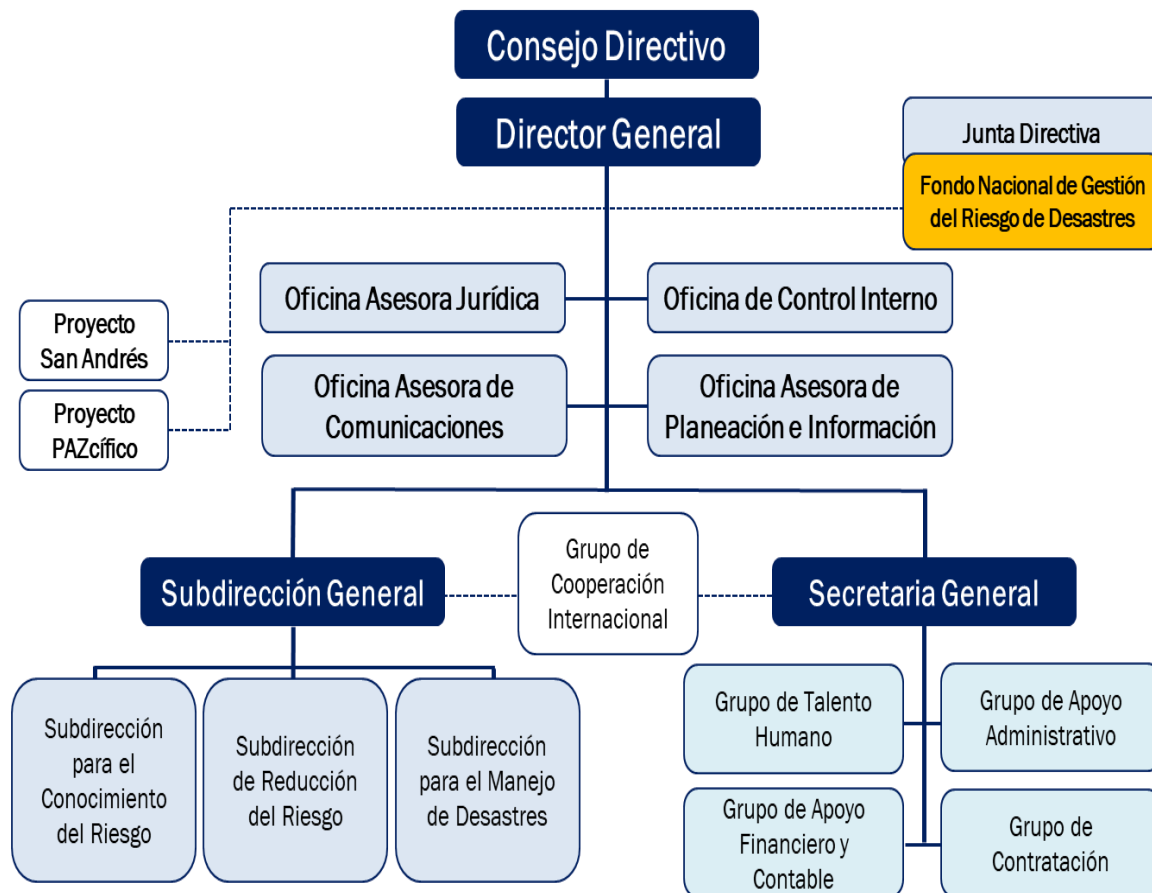 Consejo Directivo
Director General
Junta Directiva
Fondo Nacional de Gestión
del Riesgo de Desastres
Oficina Asesora Jurídica
Oficina de Control Interno
Proyecto
San Andrés
Oficina Asesora de
Comunicaciones
Oficina Asesora de
Planeación e Información
Proyecto
PAZcífico
Grupo de
Cooperación
Internacional
Subdirección General
Secretaria General
Subdirección
para el
Conocimiento
del Riesgo
Subdirección
de Reducción
del Riesgo
Subdirección
para el Manejo
de Desastres
Grupo de Talento
Humano
Grupo de Apoyo
Administrativo
Grupo de Apoyo
Financiero y
Contable
Grupo de
Contratación